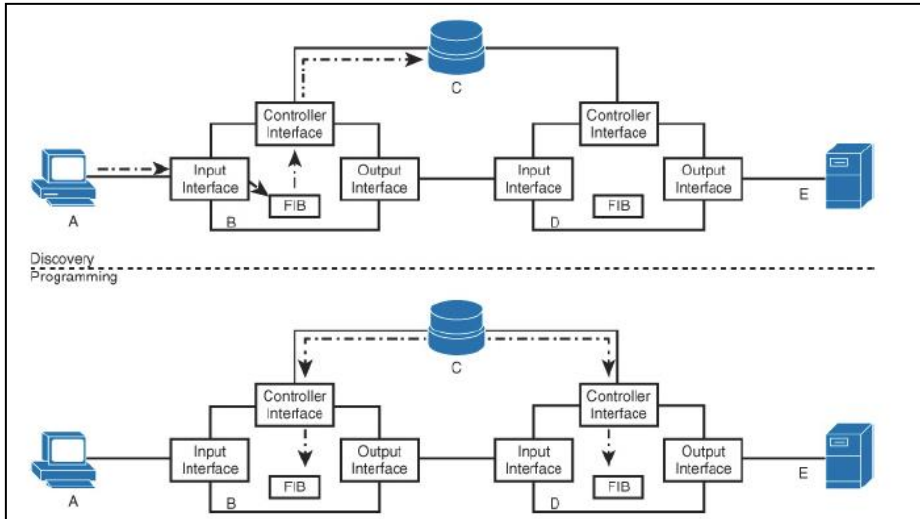 C
Controller
Interface
Controller
Interface
Input
Interface
Output
Interface
Input
Interface
Output
Interface
FIB
FIB
A
B
D
E
Discovery
Programming
C
Controller
Interface
Controller
Interface
Input
Interface
Output
Interface
Input
Interface
Output
Interface
FIB
FIB
A
B
D
E